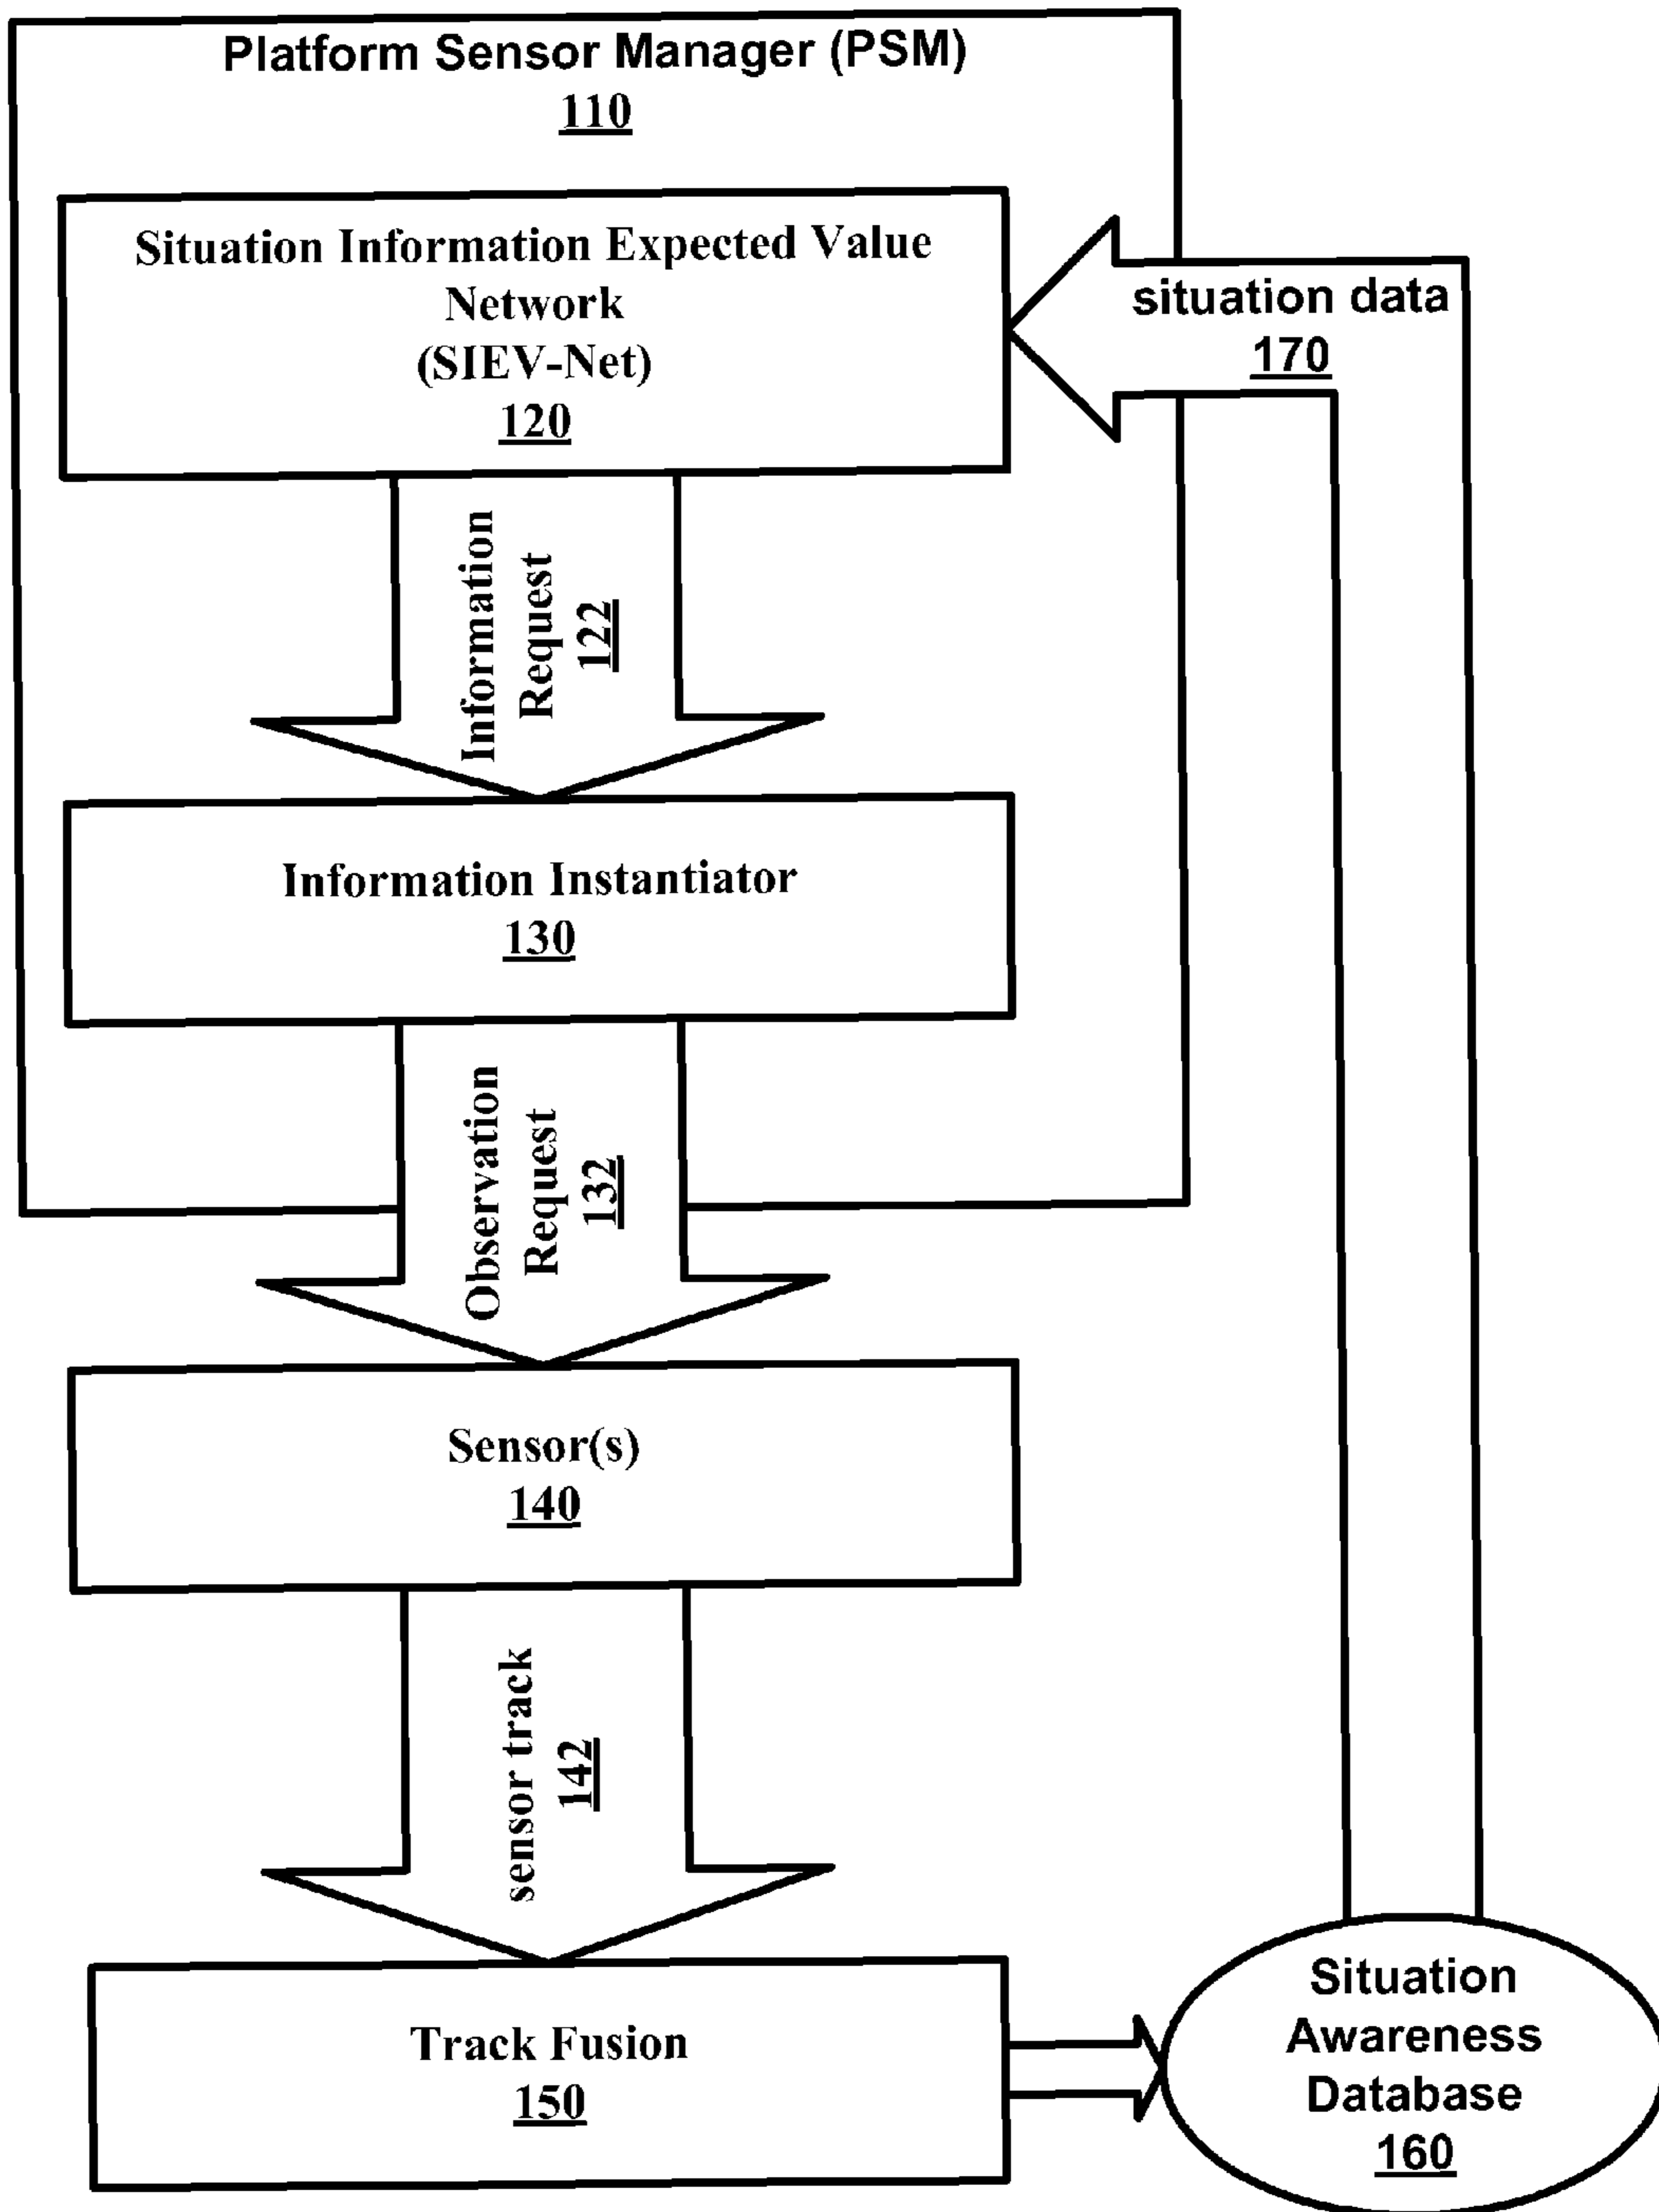 Platform Sensor Manager (PSM)
110
Situation Information Expected Value
Network
(SIEV-Net)
120
situation data
170
Information
Request
122
Information Instantiator
130
Observation
Request
132
Sensor(s)
140
sensor track
142
Track Fusion
150
Situation
Awareness
Database
160